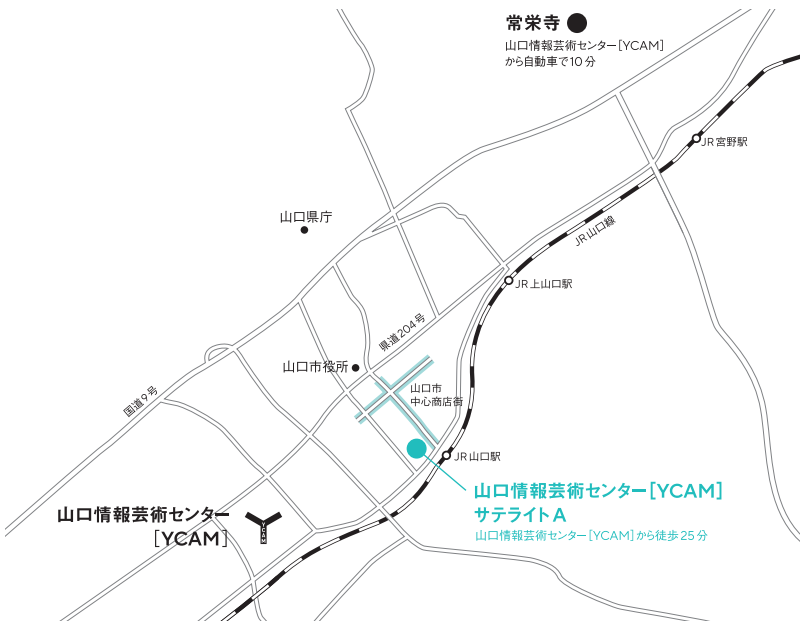 常栄寺
山口情報芸術センター[YCAM]
から自動車で10分
JR宮野駅
山口県庁
JR山口線
JR上山口駅
県道204号
山口市役所
国道9号
山口市
中心商店街
JR山口駅
山口情報芸術センター[YCAM]
サテライトA
山口情報芸術センター[YCAM]から徒歩25分
山口情報芸術センター
[YCAM]
YCAM